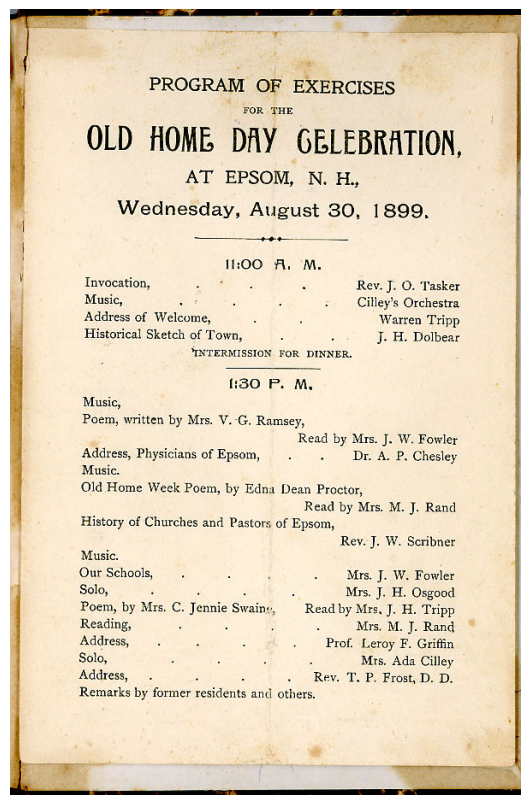 PROGRAM OF EXERCISES
FOR THE
OLD HOME DAY CELEBRATION,
AT EPSOM, N. H.,
Wednesday, August 30, 1899.
11:00 A. M.
Invocation, . . . Rev. J. O. Tasker
Music, . . . . Cilley's Orchestra
Address of Welcome, . . Warren Tripp
Historical Sketch of Town, . . J. H. Dolbear
INTERMISSION FOR DINNER.
1:30 P. M.
Music,
Poem, written by Mrs. V. G. Ramsey,
Read by Mrs. J. W. Fowler
Address, Physicians of Epsom, . . Dr. A. P. Chesley
Music.
Old Home Week Poem, by Edna Dean Proctor,
Read by Mrs. M. J. Rand
History of Churches and Pastors of Epsom,
Rev. J. W. Scribner
Music.
Our Schools, . . . . Mrs. J. W. Fowler
Solo, . . . . . Mrs. J. H. Osgood
Poem, by Mrs. C. Jennie Swaine, Read by Mrs. J. H. Tripp
Reading, . . . . Mrs. M. J. Rand
Address, . . . . Prof. Leroy F. Griffin
Solo, . . . . Mrs. Ada Cilley
Address, . . . . Rev. T. P. Frost, D. D.
Remarks by former residents and others.